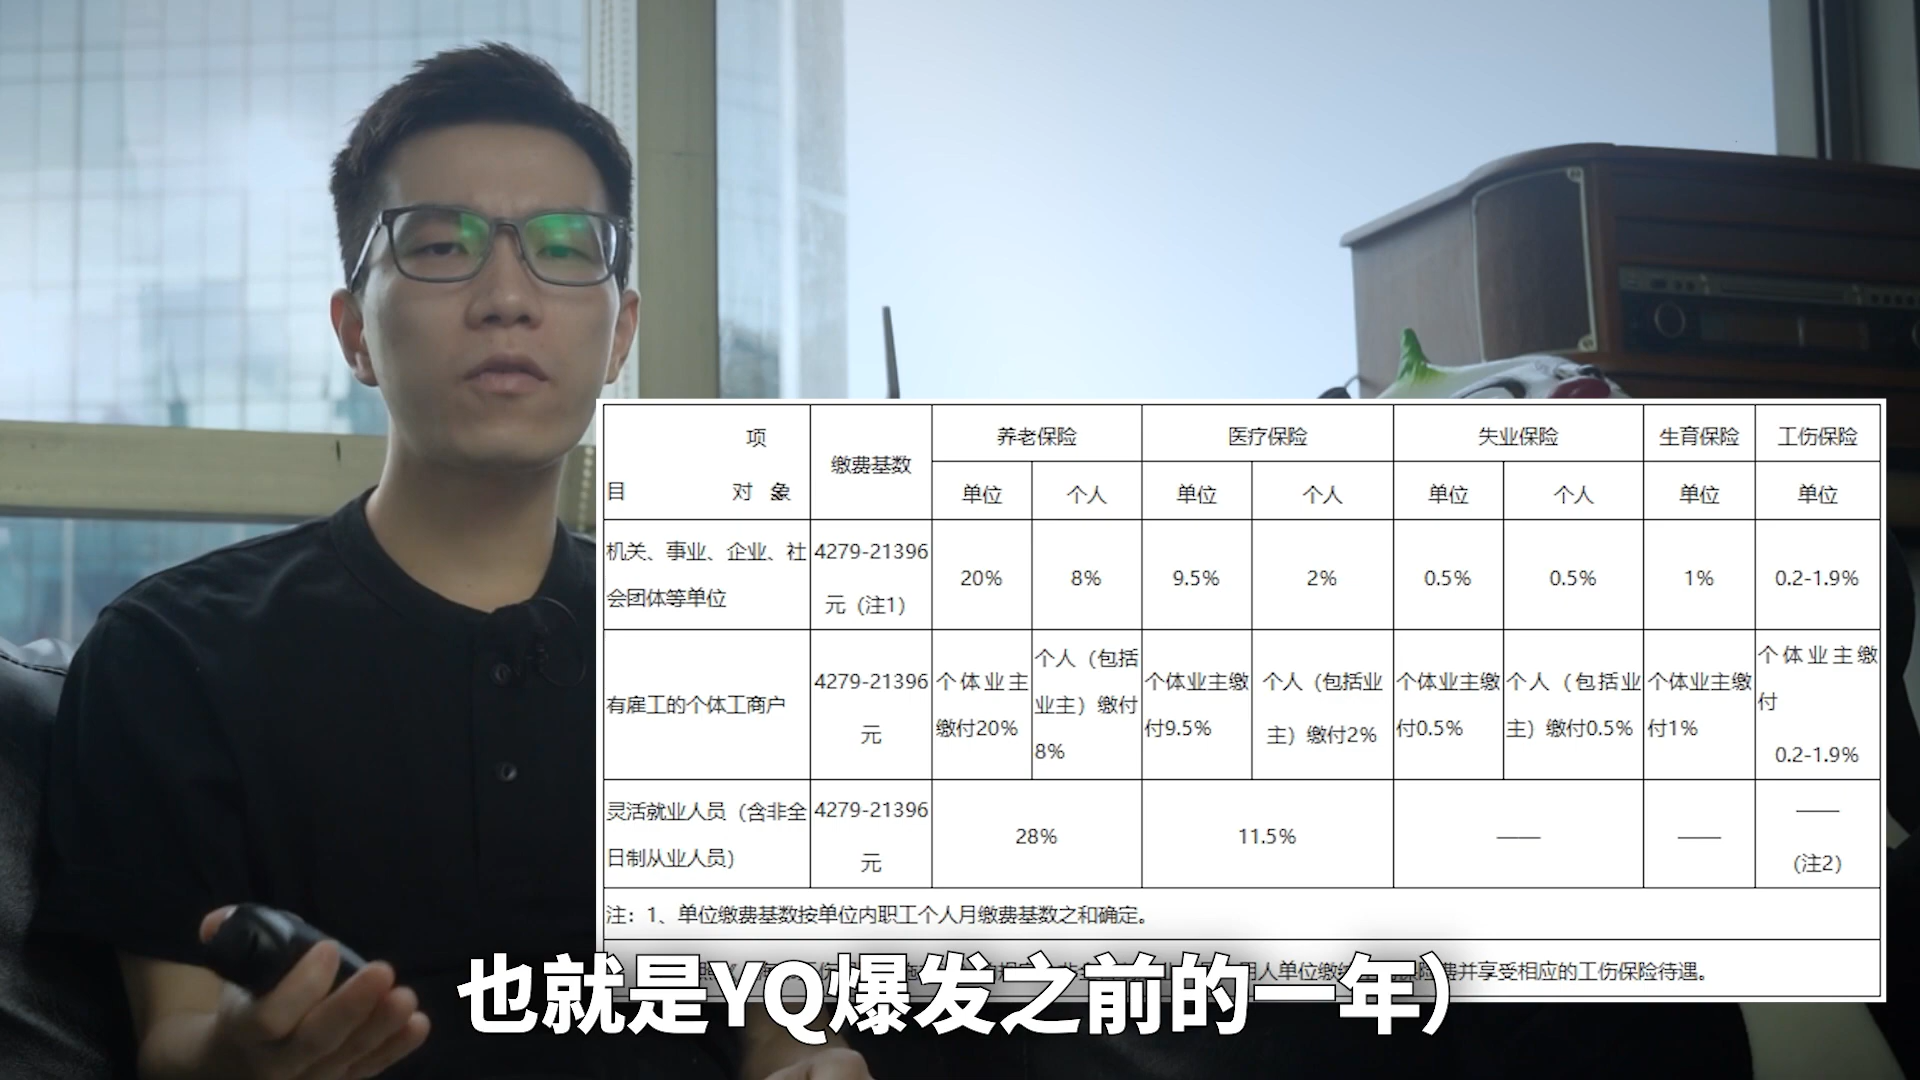 项
目 对 象
缴费基数
养老保险
医疗保险
失业保险
生育保险
工伤保险
单位
个人
单位
个人
单位
个人
单位
单位
机关、事业、企业、社
会团体等单位
4279-21396
元（注1）
20%
8%
9.5%
2%
0.5%
0.5%
1%
0.2-1.9%
有雇工的个体工商户
4279-21396
元
个体业主
缴付20%
个人（包括
业主）缴付
8%
个体业主缴
付9.5%
个人（包括业
主）缴付2%
个体业主缴
付0.5%
个人（包括业
主）缴付0.5%
个体业主缴
付1%
个体业主缴
付
0.2-1.9%
灵活就业人员（含非全
日制从业人员）
4279-21396
元
28%
11.5%
——
——
——
（注2）
注：1、单位缴费基数按单位内职工个人月缴费基数之和确定。
用人单位缴 费并享受相应的工伤保险待遇。
也就是YQ爆发之前的一年）